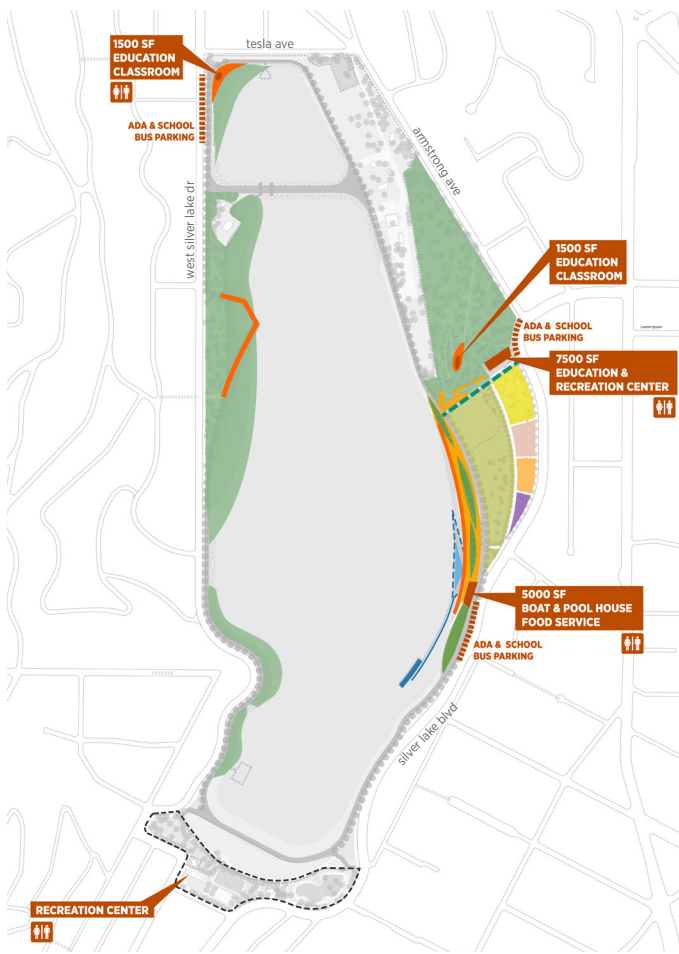 tesla ave
1500 SF
EDUCATION
CLASSROOM
ADA & SCHOOL
BUS PARKING
armstrong ave
west silver lake dr
1500 SF
EDUCATION
CLASSROOM
ADA & SCHOOL
BUS PARKING
Lorem Ipsum
7500 SF
EDUCATION &
RECREATION CENTER
5000 SF
BOAT & POOL HOUSE
FOOD SERVICE
ADA & SCHOOL
BUS PARKING
silver lake blvd
RECREATION CENTER